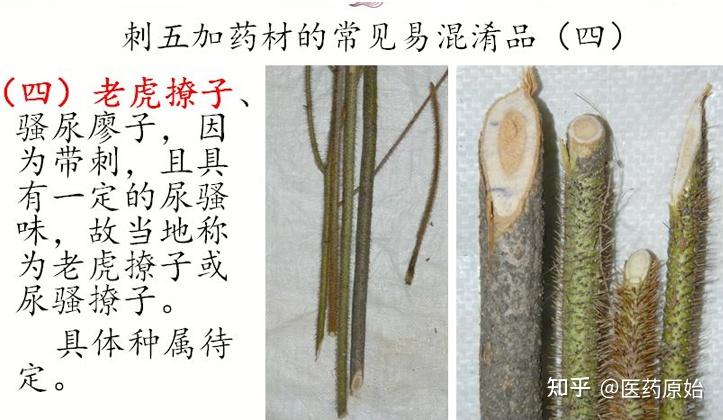 刺五加药材的常见易混淆品（四）
（四）老虎撩子、
骚尿廖子，因
为带刺，且具
有一定的尿骚
味，故当地称
为老虎撩子或
尿骚撩子。
具体种属待
定。
知乎 @医药原始